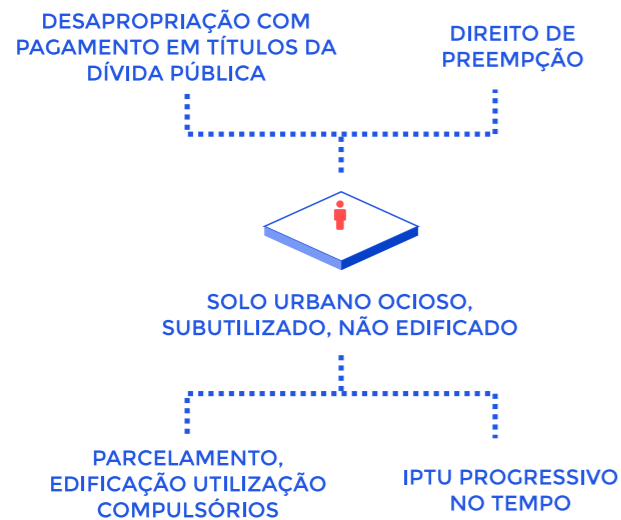 DESAPROPRIAÇÃO COM
PAGAMENTO EM TÍTULOS DA
DÍVIDA PÚBLICA
DIREITO DE
PREEMPÇÃO
SOLO URBANO OCIOSO,
SUBUTILIZADO, NÃO EDIFICADO
PARCELAMENTO,
EDIFICAÇÃO UTILIZAÇÃO
COMPULSÓRIOS
IPTU PROGRESSIVO
NO TEMPO